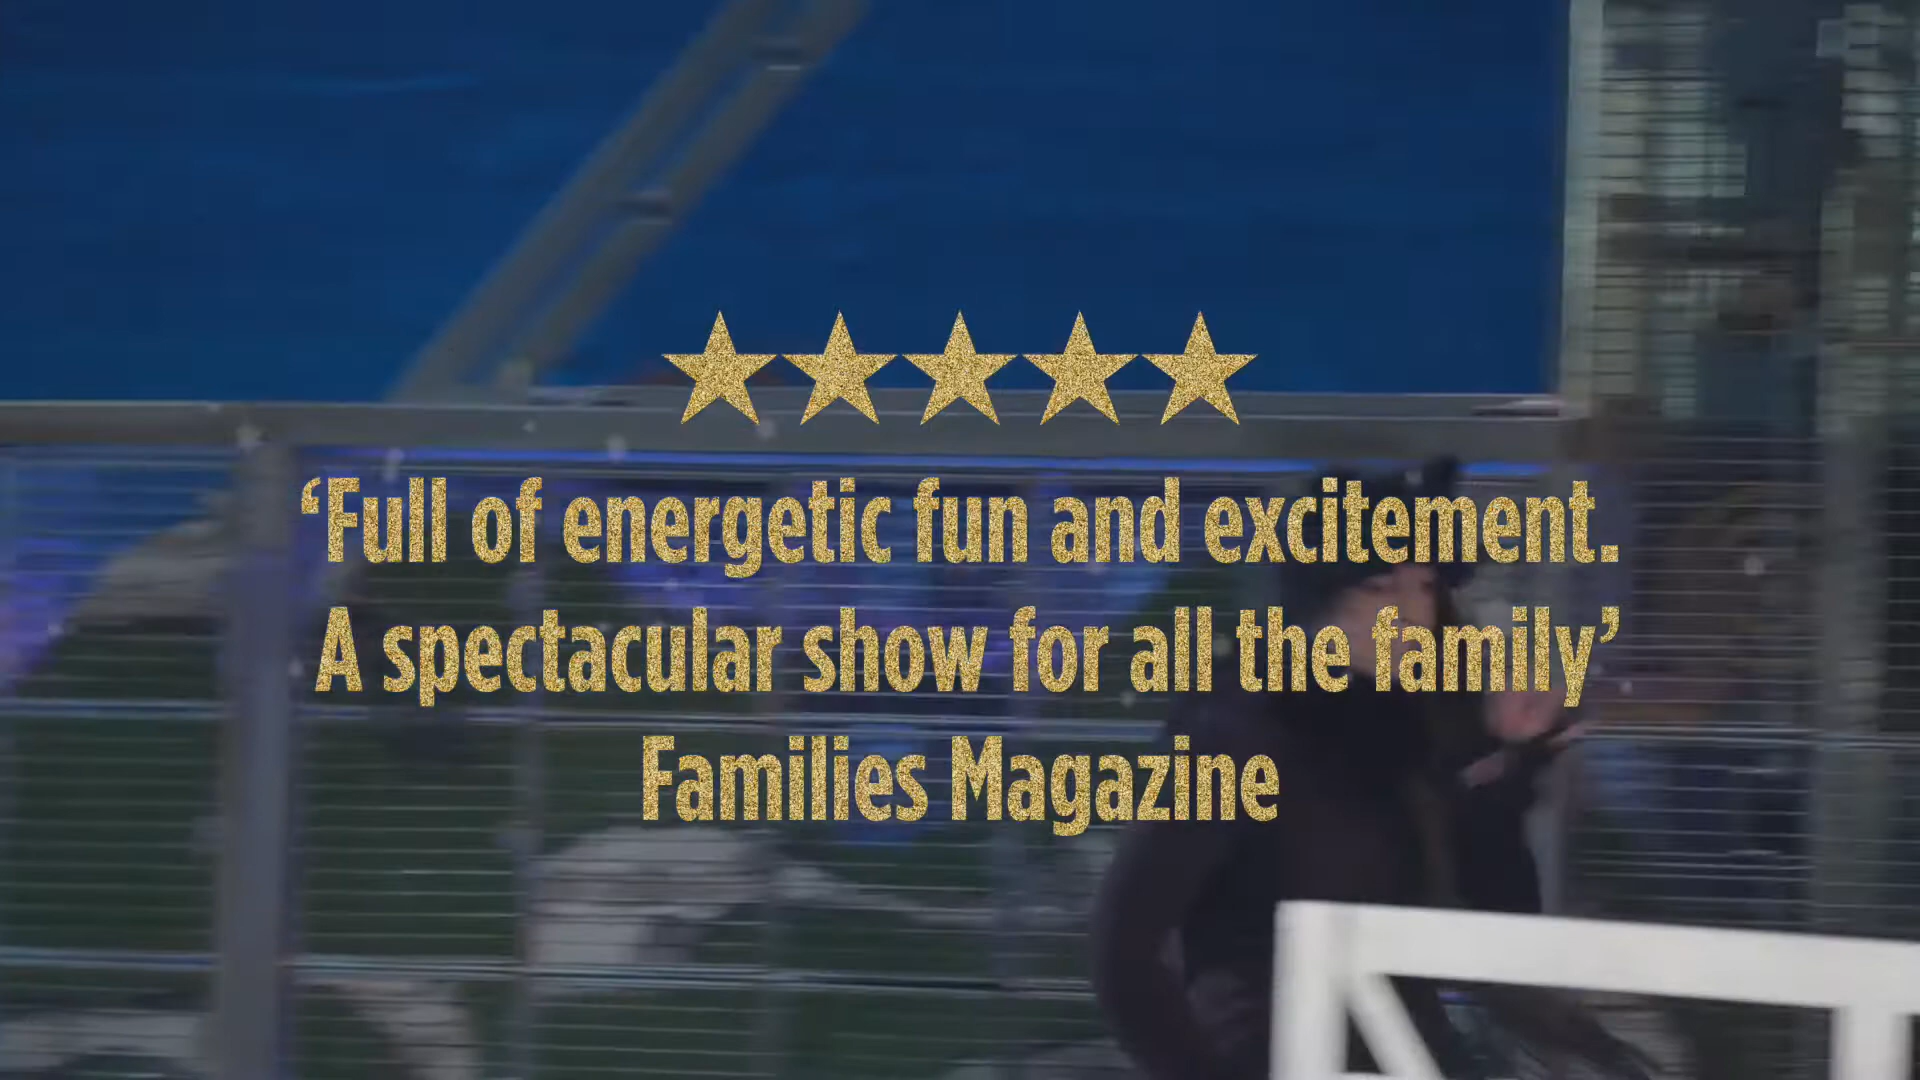 ★★★★★
‘Full of energetic fun and excitement.
A spectacular show for all the family’
Families Magazine